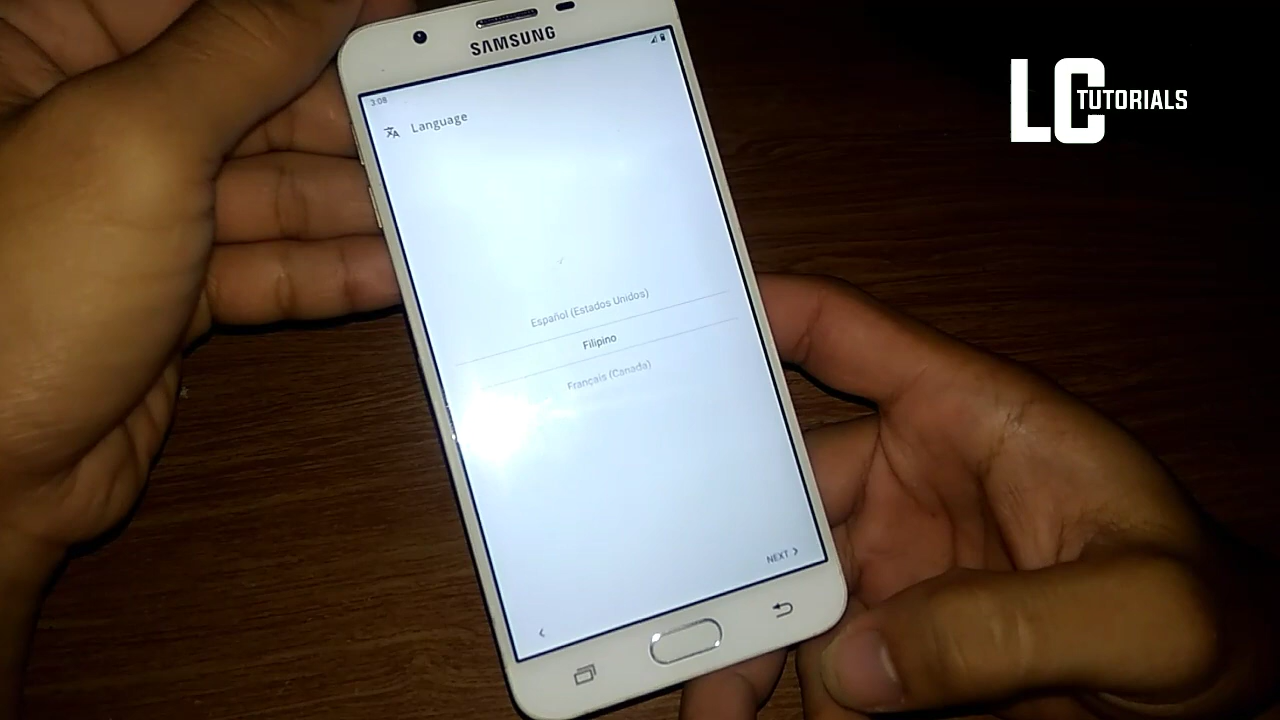 SAMSUNG
3:08
Language
Español (Estados Unidos)
Filipino
Français (Canada)
NEXT
LC TUTORIALS